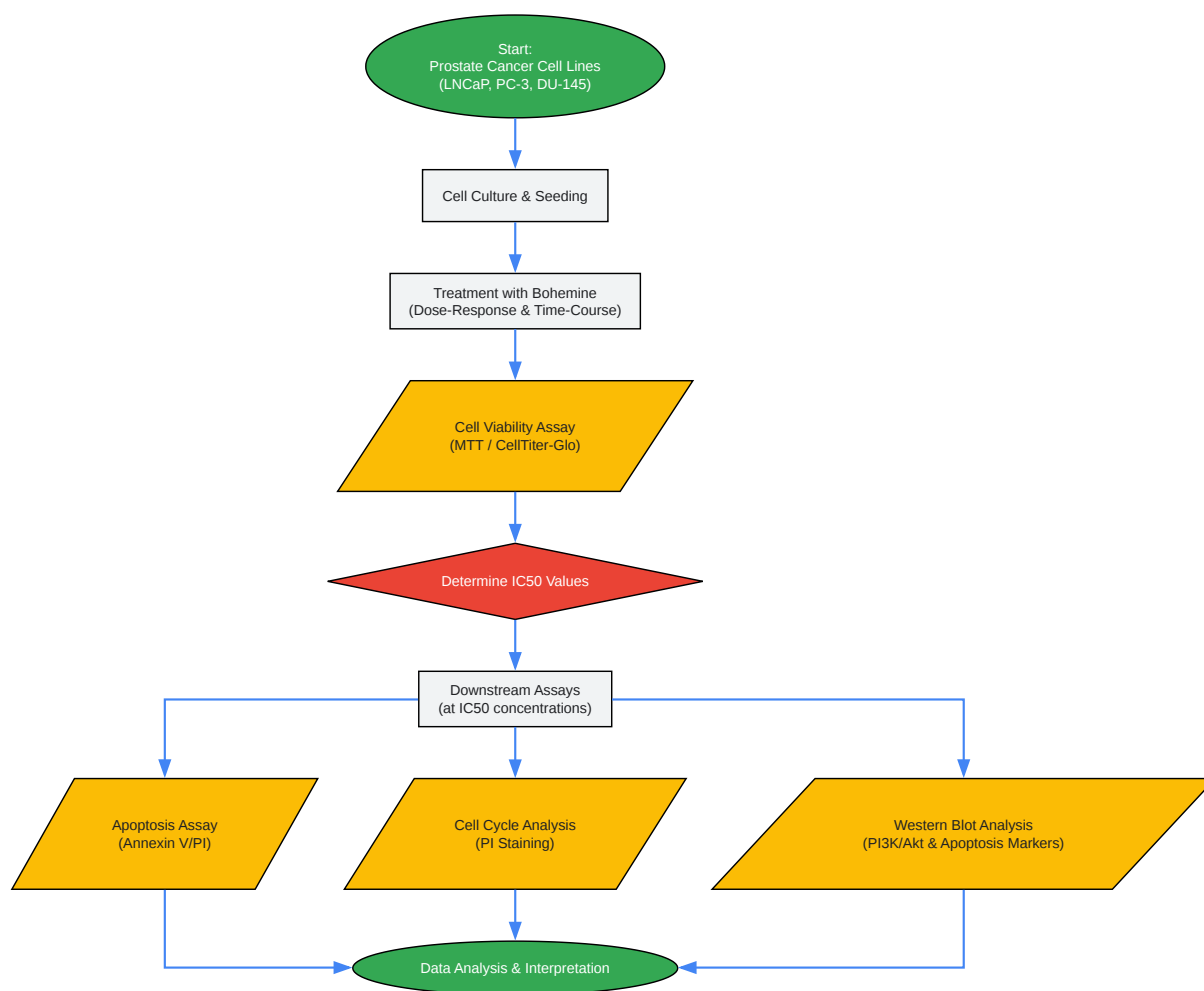 Start:
Prostate Cancer Cell Lines
(LNCaP, PC-3, DU-145)
Cell Culture & Seeding
Treatment with Bohemine
(Dose-Response & Time-Course)
Cell Viability Assay
(MTT / CellTiter-Glo)
Determine IC50 Values
Downstream Assays
(at IC50 concentrations)
Apoptosis Assay
(Annexin V/PI)
Cell Cycle Analysis
(PI Staining)
Western Blot Analysis
(PI3K/Akt & Apoptosis Markers)
Data Analysis & Interpretation